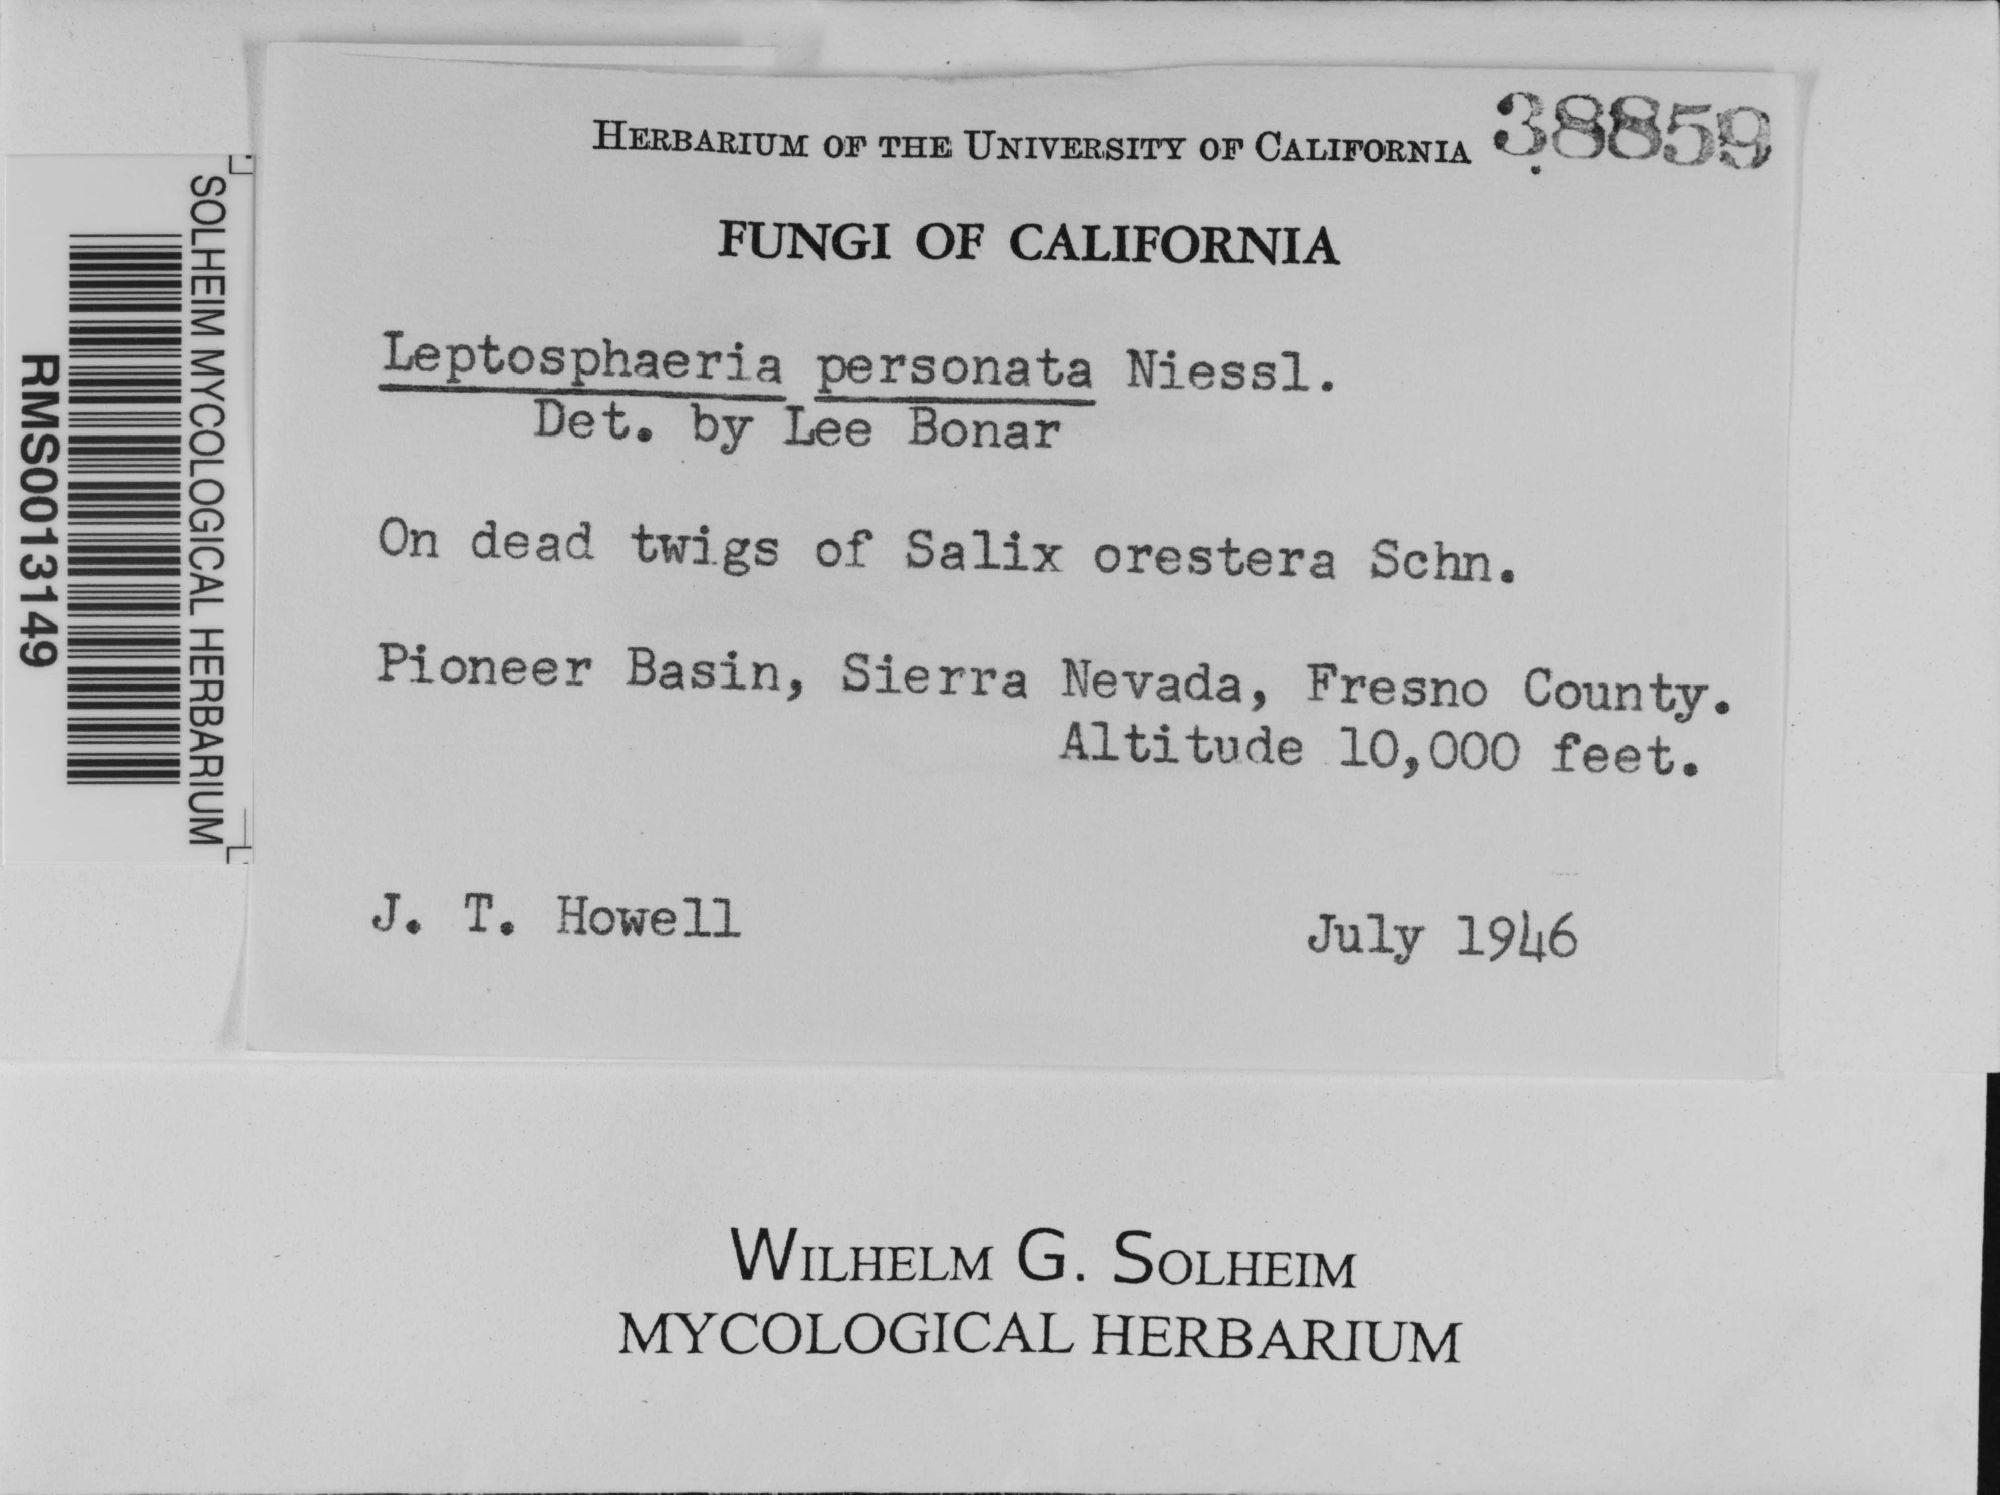 HERBARIUM OF THE UNIVERSITY OF CALIFORNIA 38859
FUNGI OF CALIFORNIA
Leptosphaeria personata Niessl.
Det. by Lee Bonar
On dead twigs of Salix orestera Schn.
Pioneer Basin, Sierra Nevada, Fresno County.
Altitude 10,000 feet.
J. T. Howell July 1946
SOLHEIM MYCOLOGICAL HERBARIUM
RMS0013149
WILHELM G. SOLHEIM
MYCOLOGICAL HERBARIUM